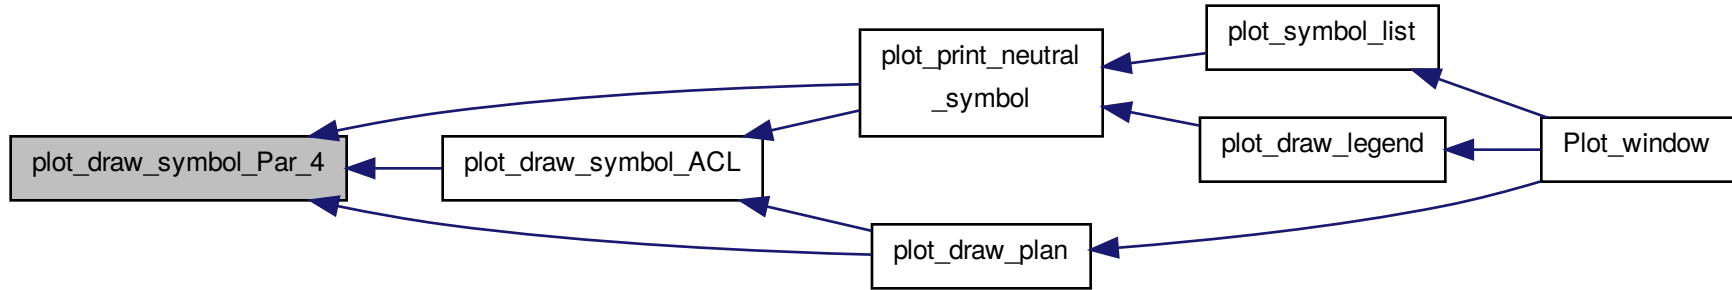 plot_draw_symbol_Par_4
plot_draw_symbol_ACL
plot_print_neutral
_symbol
plot_draw_plan
plot_symbol_list
plot_draw_legend
Plot_window